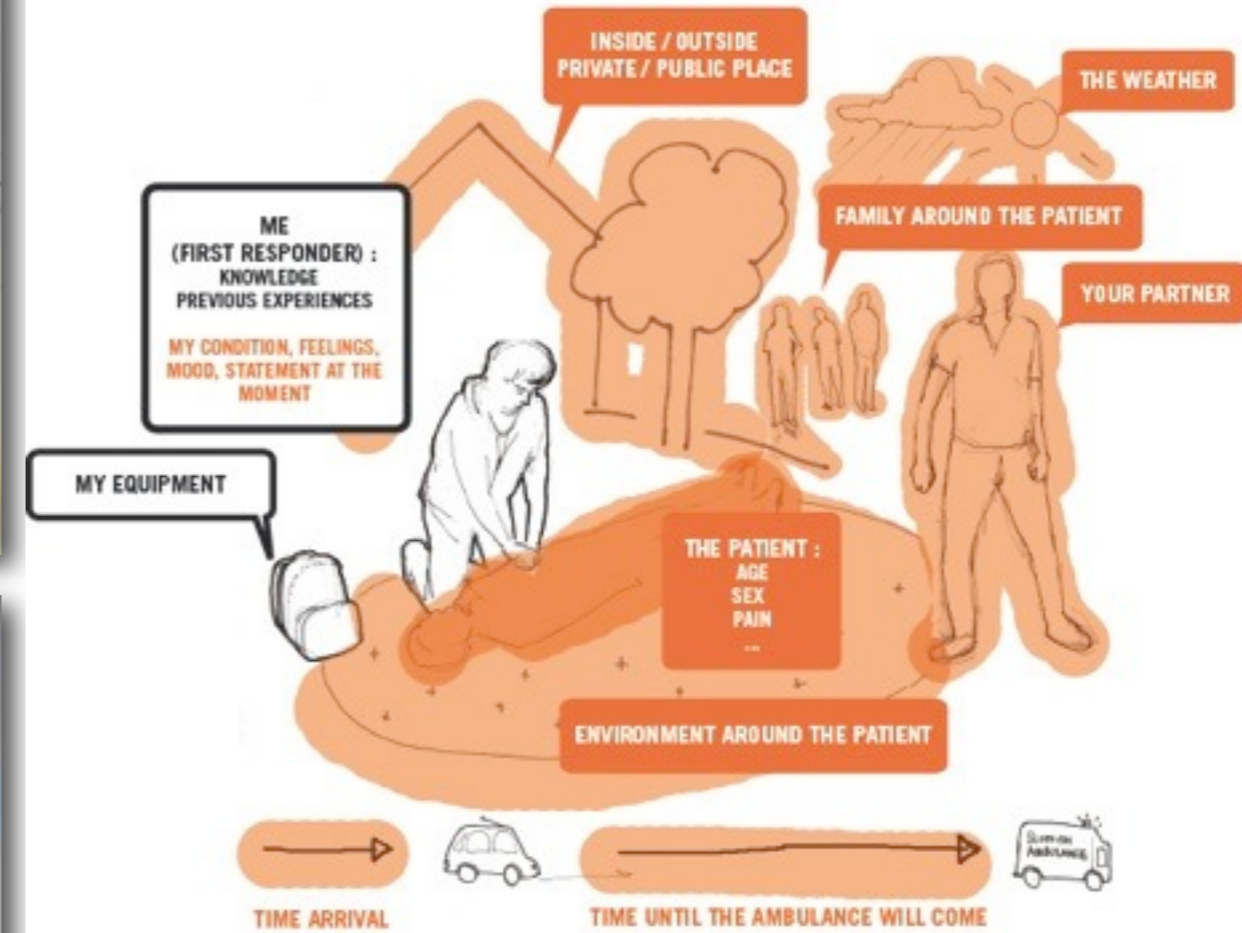 INSIDE / OUTSIDE
PRIVATE / PUBLIC PLACE
THE WEATHER
ME
(FIRST RESPONDER) :
KNOWLEDGE
PREVIOUS EXPERIENCES
MY CONDITION, FEELINGS,
MOOD, STATEMENT AT THE
MOMENT
FAMILY AROUND THE PATIENT
YOUR PARTNER
MY EQUIPMENT
THE PATIENT :
AGE
SEX
PAIN
...
ENVIRONMENT AROUND THE PATIENT
AMBULANCE
TIME ARRIVAL
TIME UNTIL THE AMBULANCE WILL COME